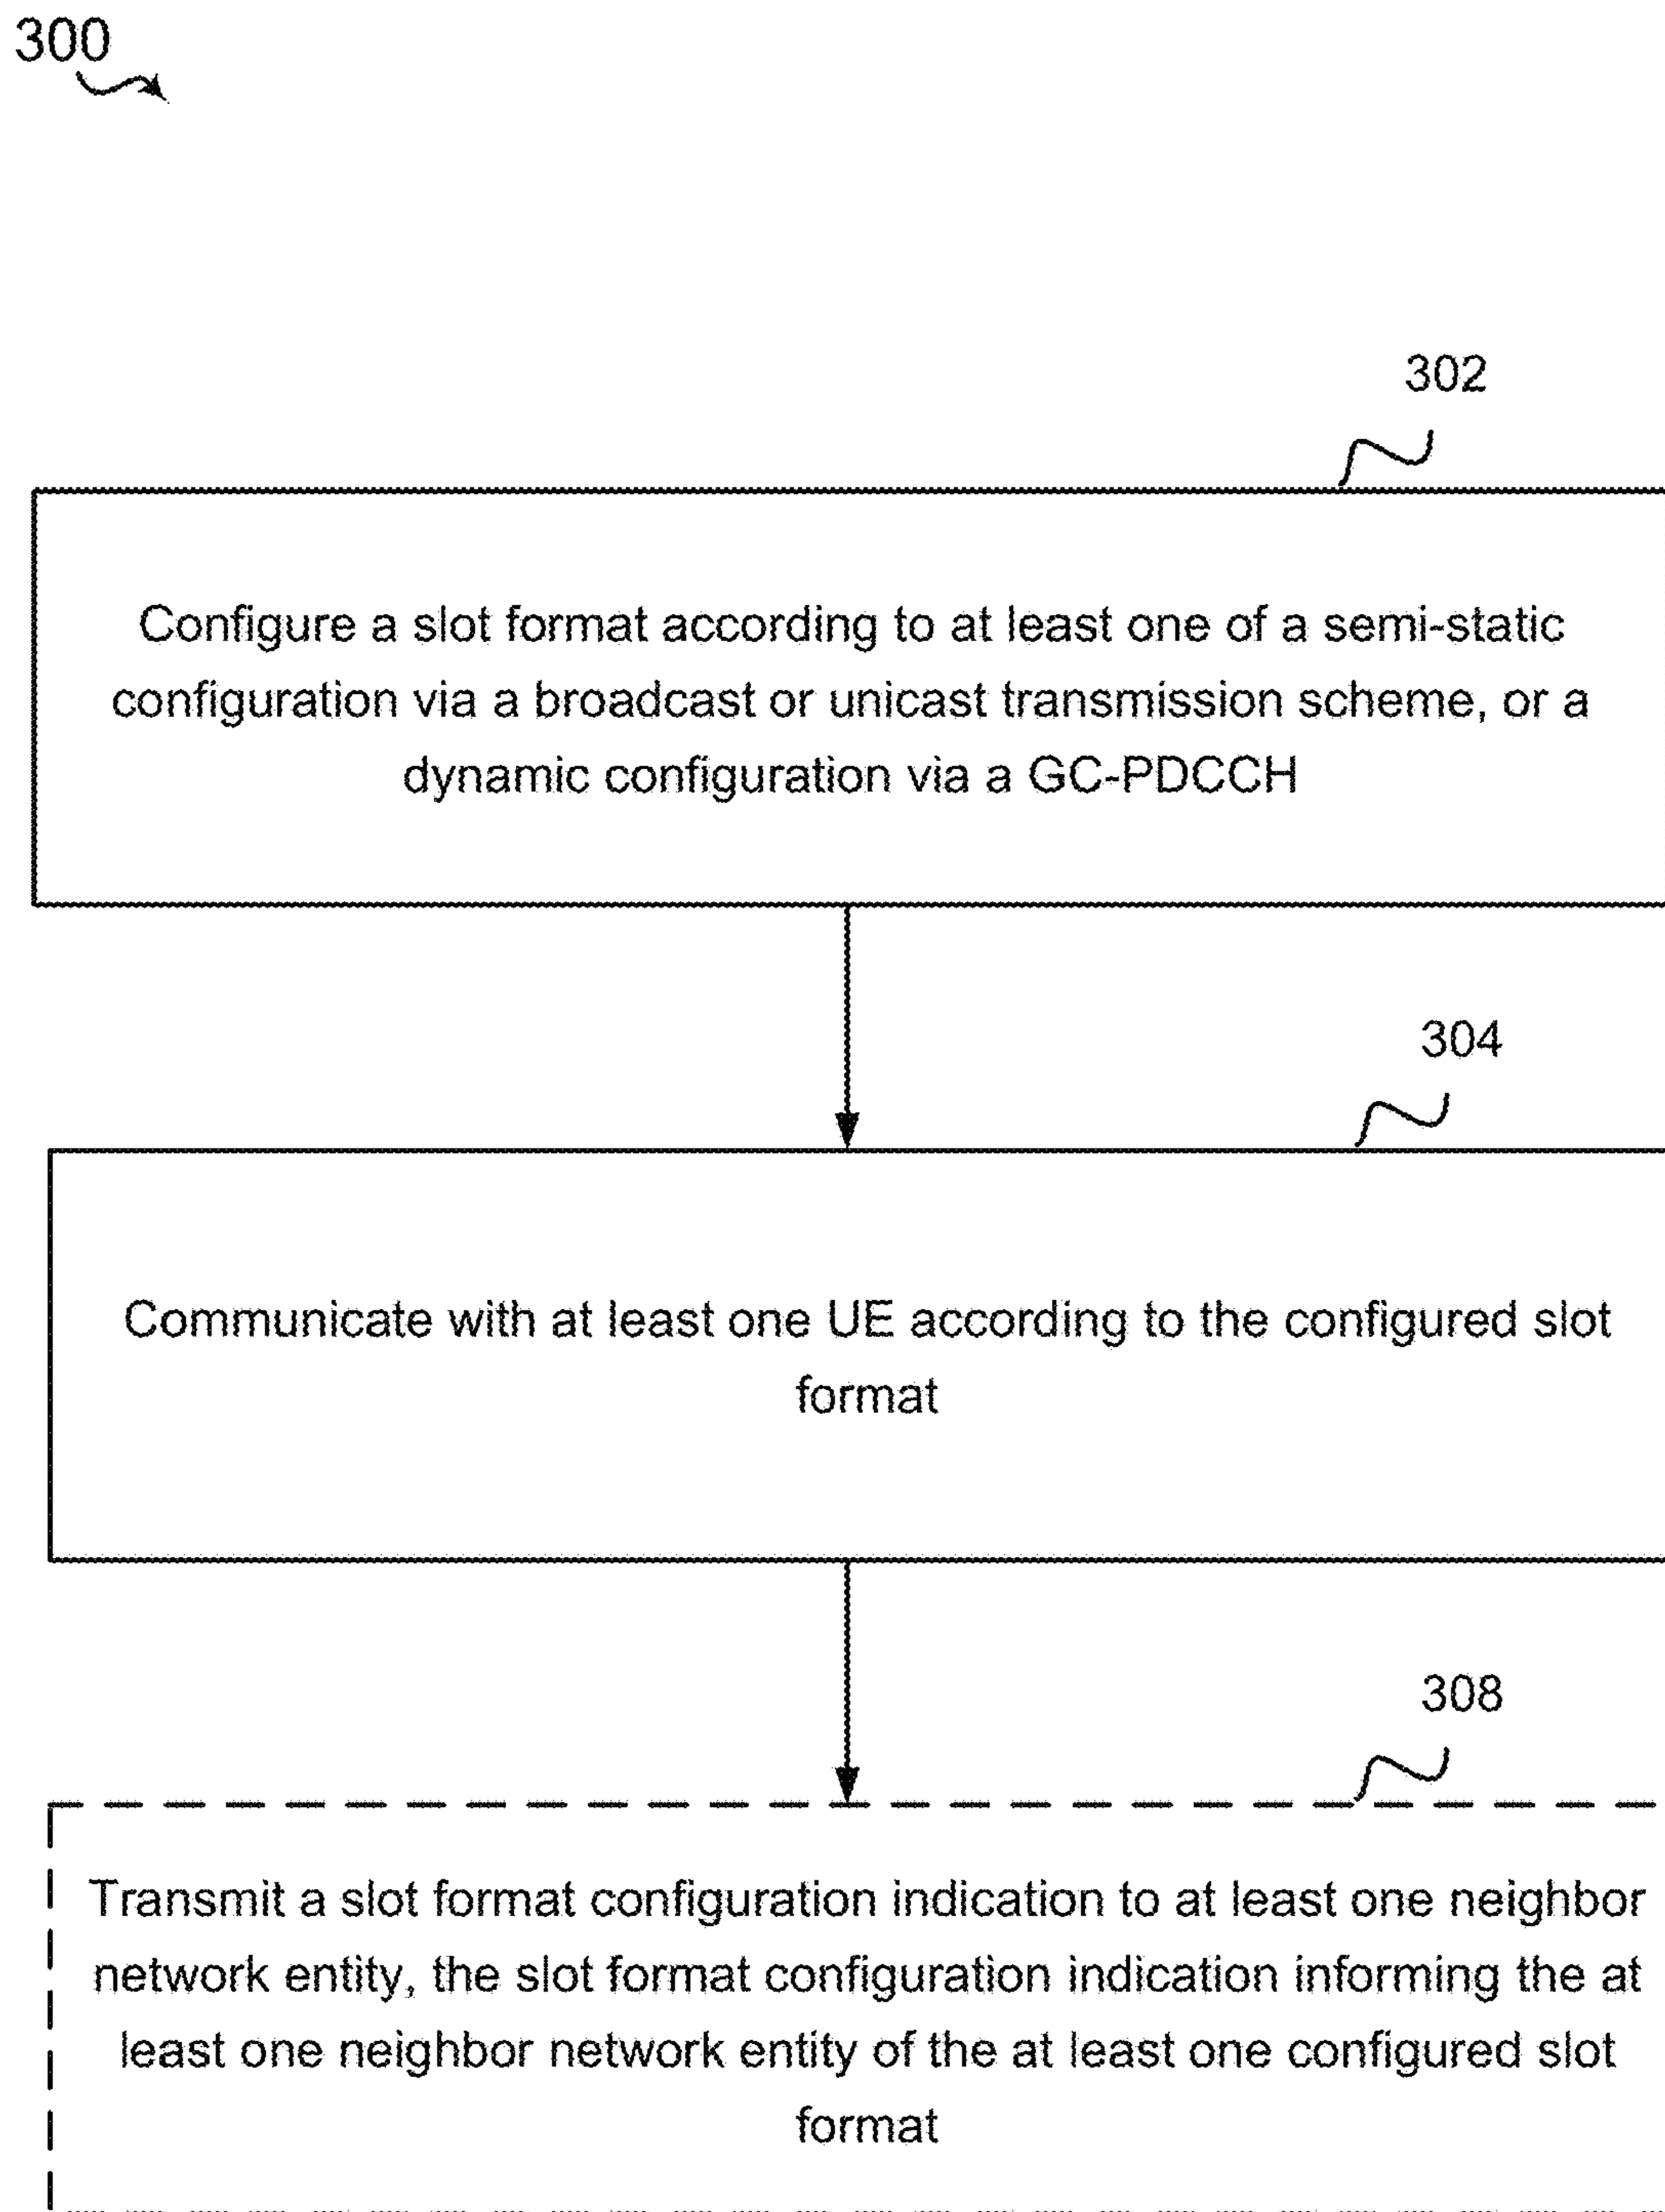 300
302
Configure a slot format according to at least one of a semi-static
configuration via a broadcast or unicast transmission scheme, or a
dynamic configuration via a GC-PDCCH
304
Communicate with at least one UE according to the configured slot
format
308
Transmit a slot format configuration indication to at least one neighbor
network entity, the slot format configuration indication informing the at
least one neighbor network entity of the at least one configured slot
format